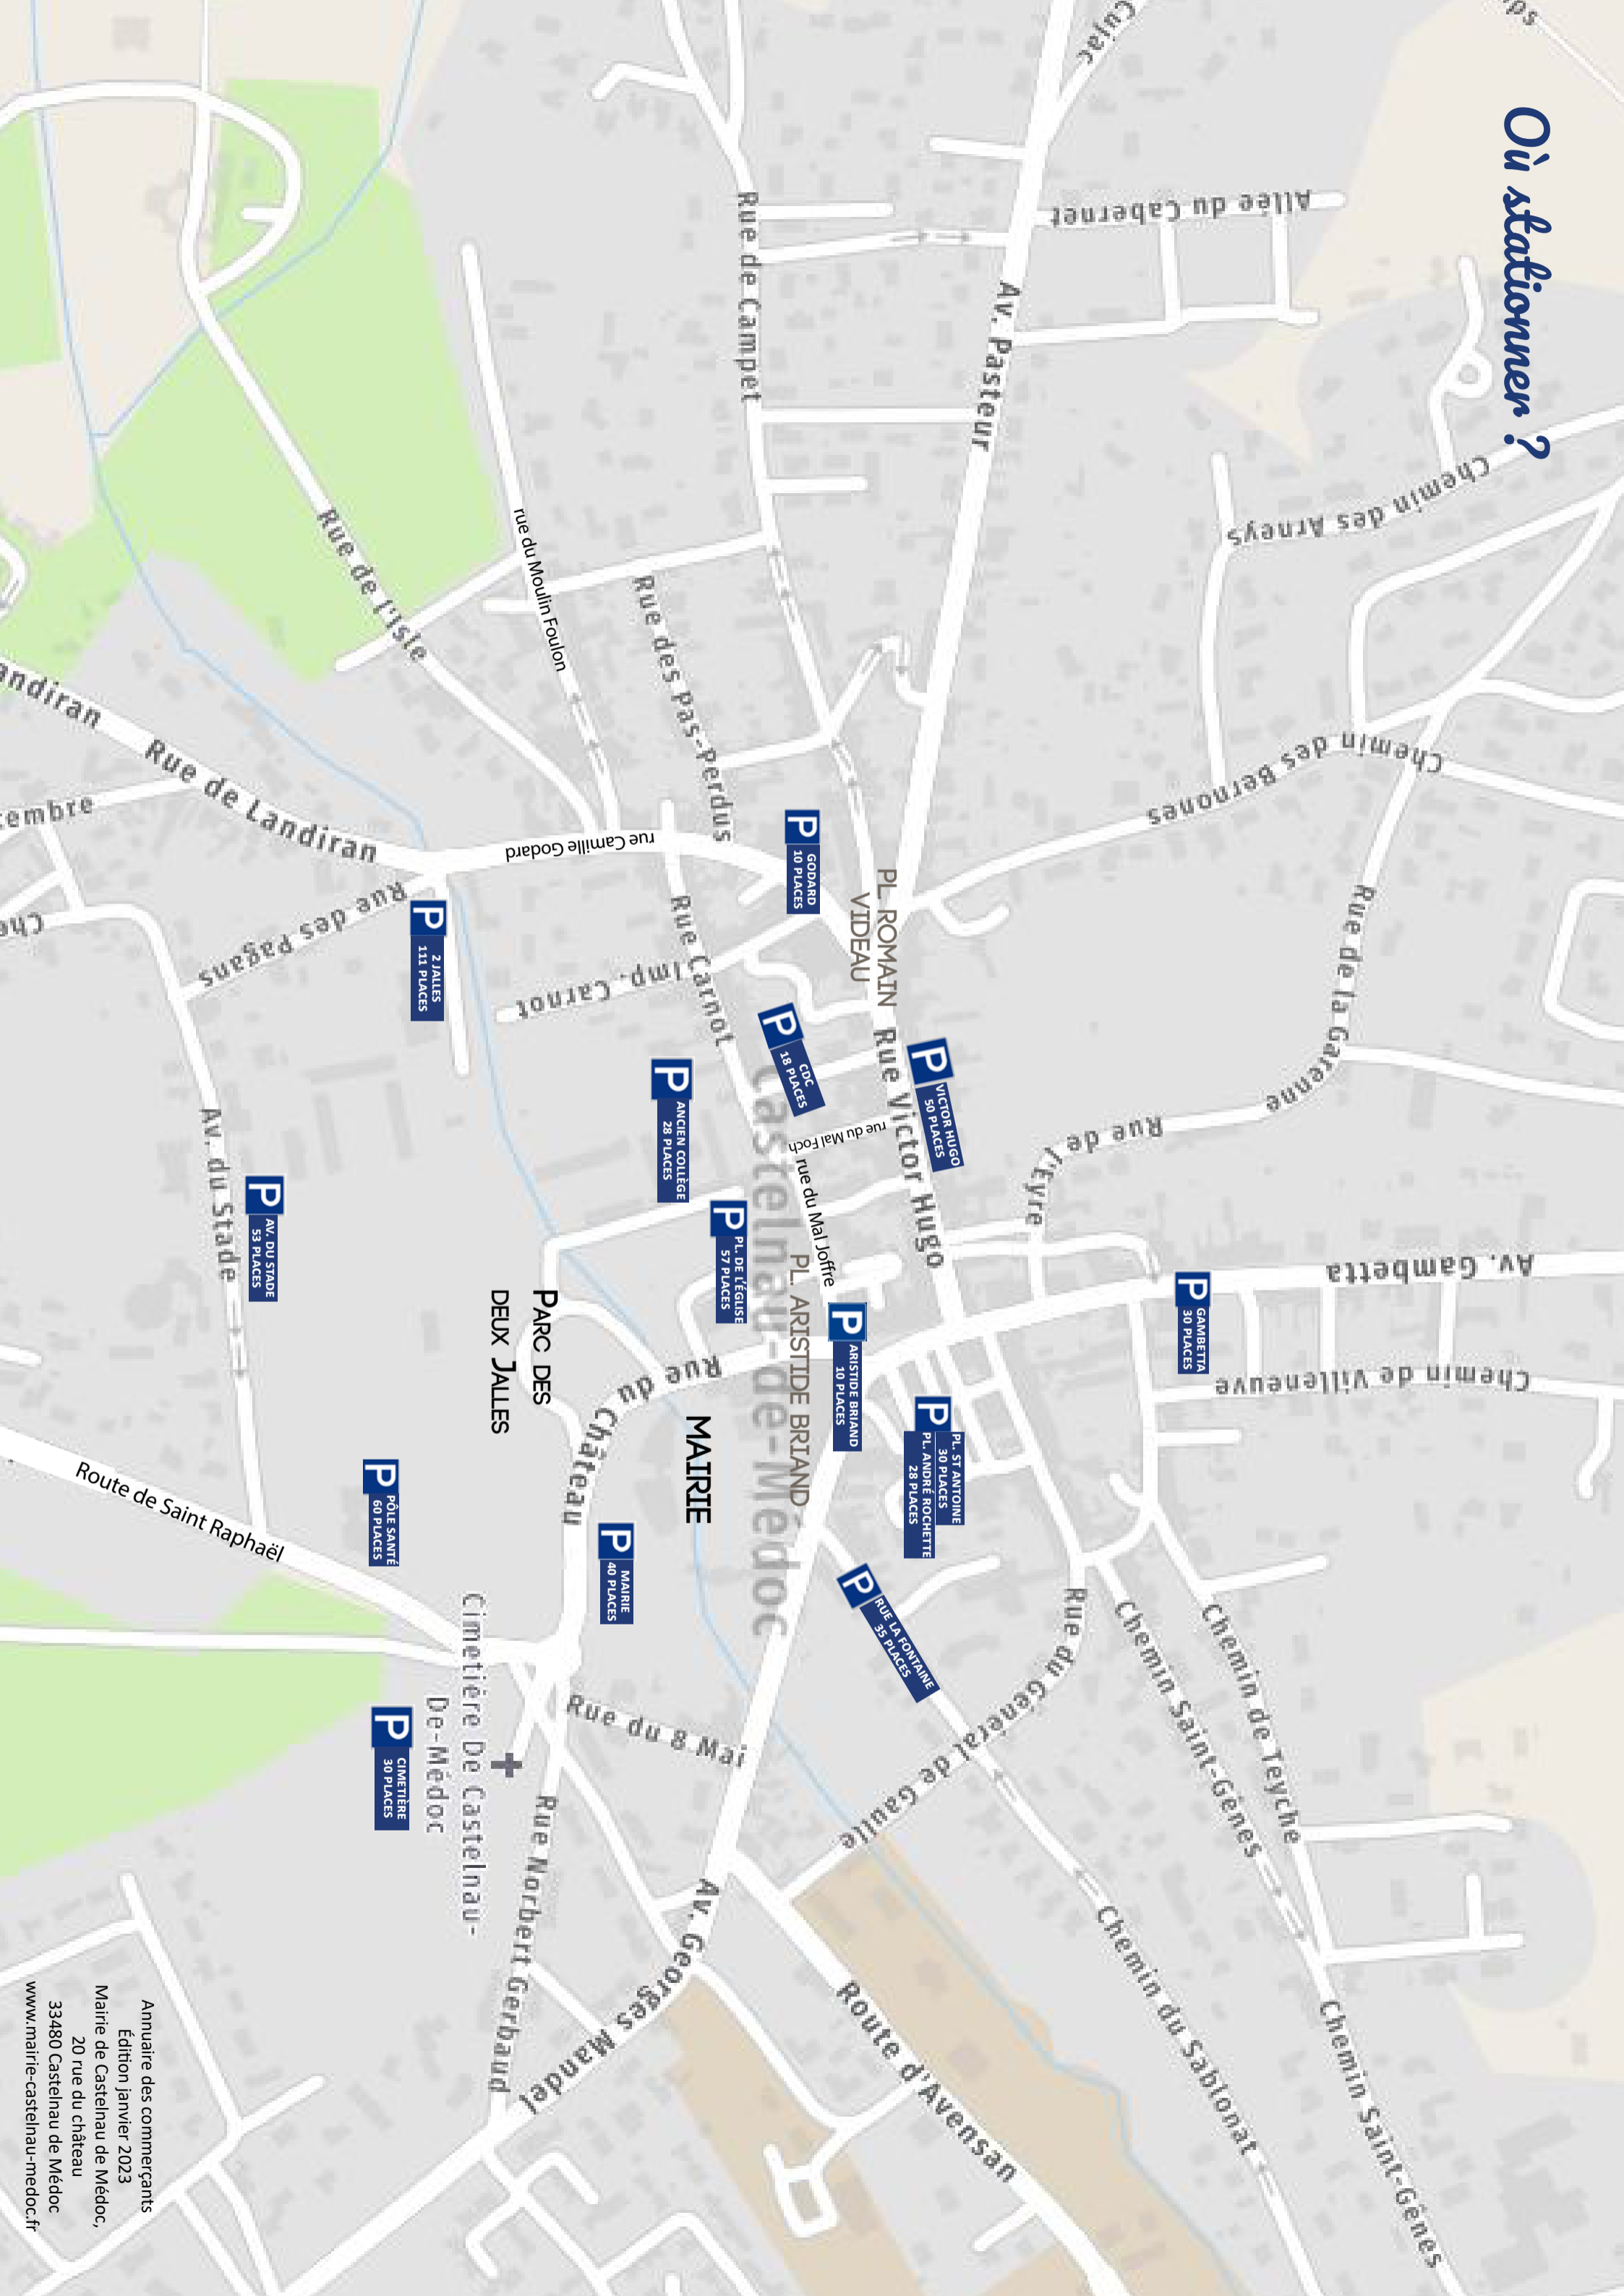 Où stationner ?
Cujac
Allée du Cabernet
Av. Pasteur
Rue de Campet
Chemin des Arneys
Chemin des Bernones
Rue de la Garenne
Rue de l'Eyre
Av. Gambetta
Chemin de Villeneuve
P GAMBETTA
30 PLACES
Rue de l'Isle
rue du Moulin Foulon
Rue des Pas-Perdus
andiran
Rue de Landiran
tembre
Che
rue Camille Godard
Rue des Pagans
P GODARD
10 PLACES
PL ROMAIN
VIDEAU
Rue Victor Hugo
P VICTOR HUGO
50 PLACES
P CDC
18 PLACES
Rue Carnot
Imp. Carnot
P 2 JALLES
111 PLACES
P ANCIEN COLLÈGE
28 PLACES
rue du Mal Foch
rue du Mal Joffre
Castelnau-de-Médoc
P PL. DE L'ÉGLISE
57 PLACES
PL. ARISTIDE BRIAND
P ARISTIDE BRIAND
10 PLACES
P PL. ST ANTOINE
30 PLACES
PL. ANDRÉ ROCHETTE
28 PLACES
P RUE LA FONTAINE
35 PLACES
Av. du Stade
P AV. DU STADE
53 PLACES
PARC DES
DEUX JALLES
Rue du Château
MAIRIE
P MAIRIE
40 PLACES
P PÔLE SANTÉ
60 PLACES
Route de Saint Raphaël
Cimetière De Castelnau-
De-Médoc
P CIMETIÈRE
30 PLACES
Rue du 8 Mai
Rue Norbert Gerbaud
Av. Georges Mandel
Route d'Avensan
Rue du Général de Gaulle
Chemin du Sablonat
Chemin Saint-Gênes
Chemin de Teyche
Chemin Saint-Gênes
Annuaire des commerçants
Édition janvier 2023
Mairie de Castelnau de Médoc,
20 rue du château
33480 Castelnau de Médoc
www.mairie-castelnau-medoc.fr